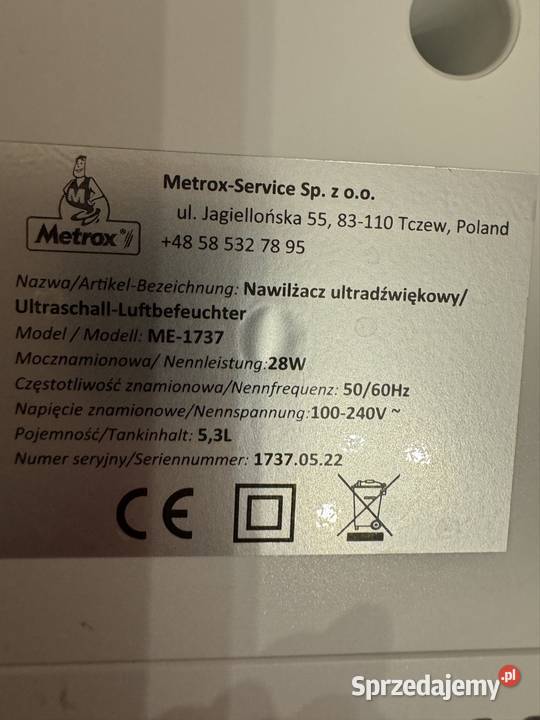 Metrox-Service Sp. z o.o.
ul. Jagiellońska 55, 83-110 Tczew, Poland
Metrox®
+48 58 532 78 95
Nazwa/Artikel-Bezeichnung: Nawilżacz ultradźwiękowy/
Ultraschall-Luftbefeuchter
Model / Modell: ME-1737
Mocznamionowa/ Nennleistung:28W
Częstotliwość znamionowa/Nennfrequenz: 50/60Hz
Napięcie znamionowe/Nennspannung:100-240V ~
Pojemność/Tankinhalt: 5,3L
Numer seryjny/Seriennummer: 1737.05.22
CE
Sprzedajemy.pl